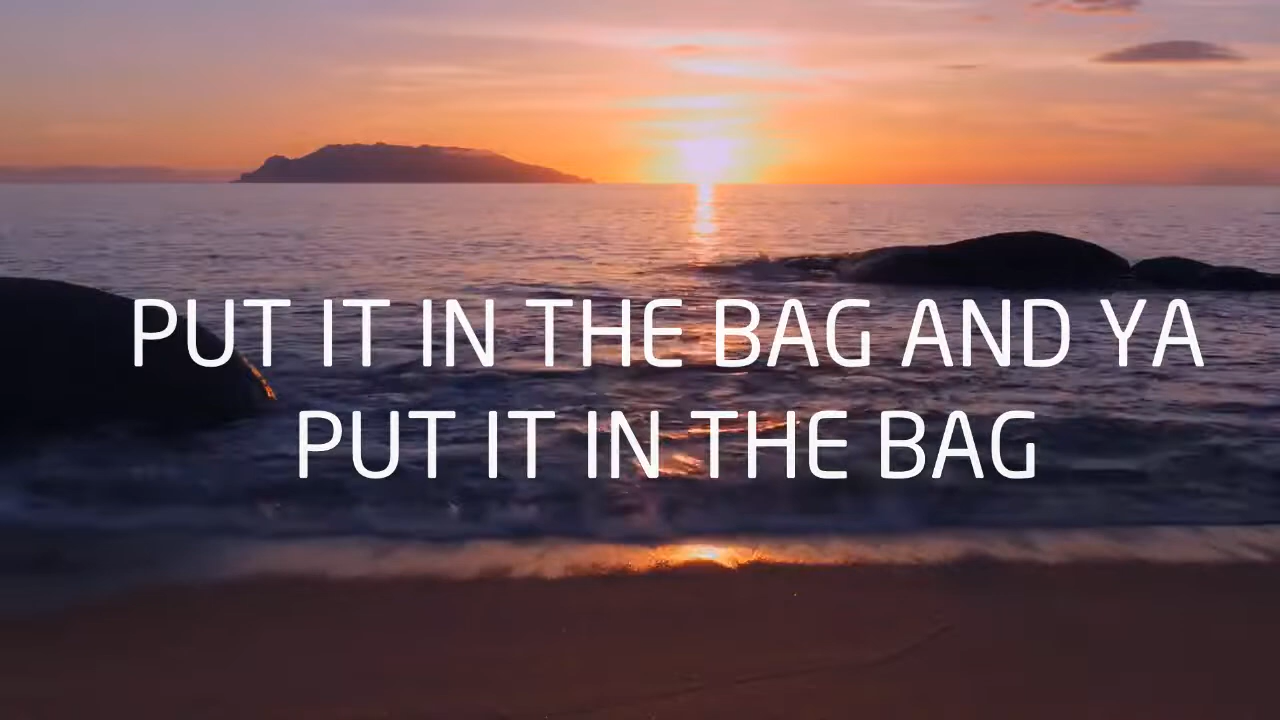 PUT IT IN THE BAG AND YA
PUT IT IN THE BAG